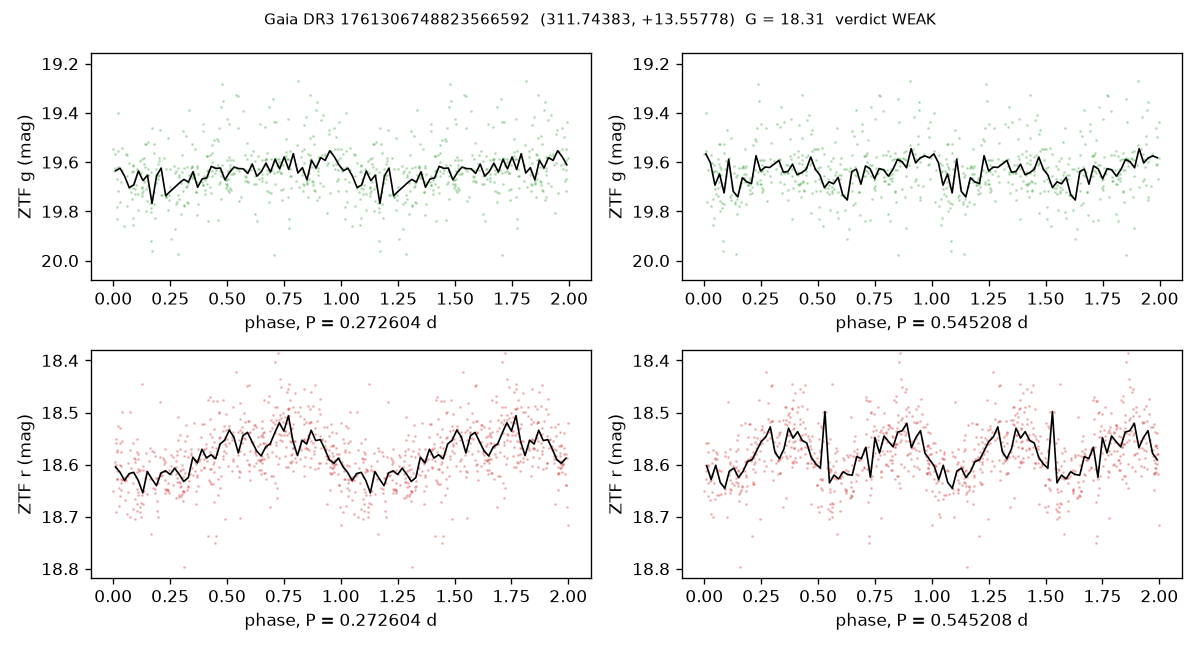 Gaia DR3 1761306748823566592  (311.74383, +13.55778)  G = 18.31  verdict WEAK
ZTF g (mag)
19.2
19.4
19.6
19.8
20.0
0.00 0.25 0.50 0.75 1.00 1.25 1.50 1.75 2.00
phase, P = 0.272604 d
ZTF g (mag)
19.2
19.4
19.6
19.8
20.0
0.00 0.25 0.50 0.75 1.00 1.25 1.50 1.75 2.00
phase, P = 0.545208 d
ZTF r (mag)
18.4
18.5
18.6
18.7
18.8
0.00 0.25 0.50 0.75 1.00 1.25 1.50 1.75 2.00
phase, P = 0.272604 d
ZTF r (mag)
18.4
18.5
18.6
18.7
18.8
0.00 0.25 0.50 0.75 1.00 1.25 1.50 1.75 2.00
phase, P = 0.545208 d